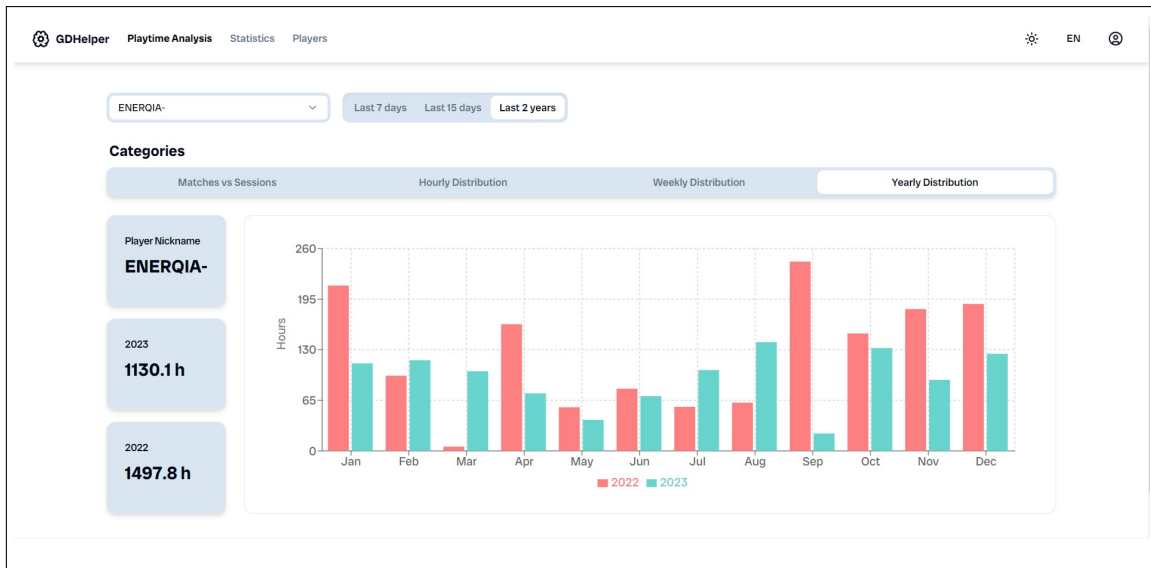 GDHelper Playtime Analysis Statistics Players EN
ENERQIA- Last 7 days Last 15 days Last 2 years
Categories
Matches vs Sessions Hourly Distribution Weekly Distribution Yearly Distribution
Player Nickname
ENERQIA-
2023
1130.1 h
2022
1497.8 h
Hours
260
195
130
65
0
Jan Feb Mar Apr May Jun Jul Aug Sep Oct Nov Dec
2022 2023